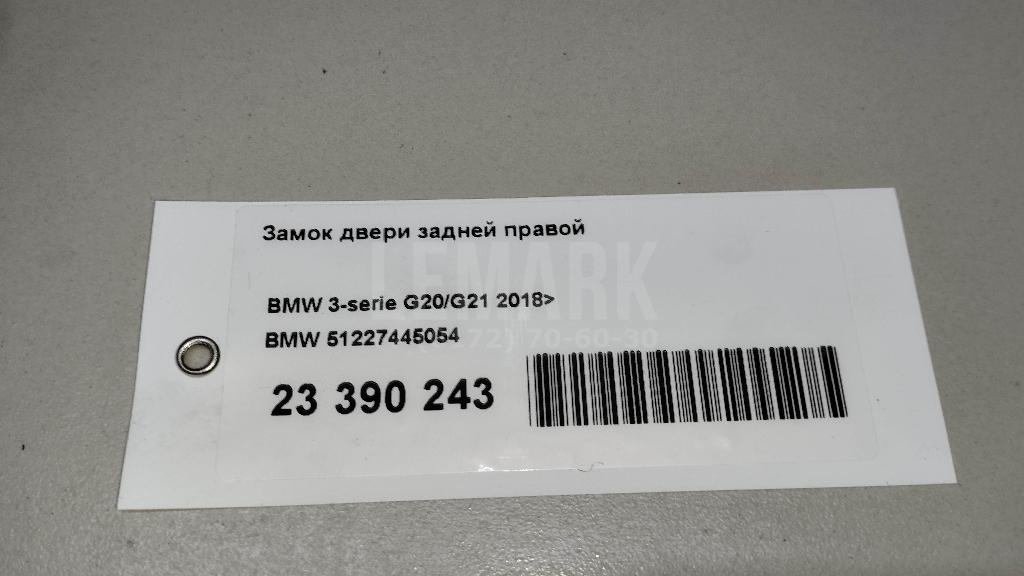 Замок двери задней правой
LEMARK
BMW 3-serie G20/G21 2018>
BMW 51227445054
72) 70-60-30
23 390 243